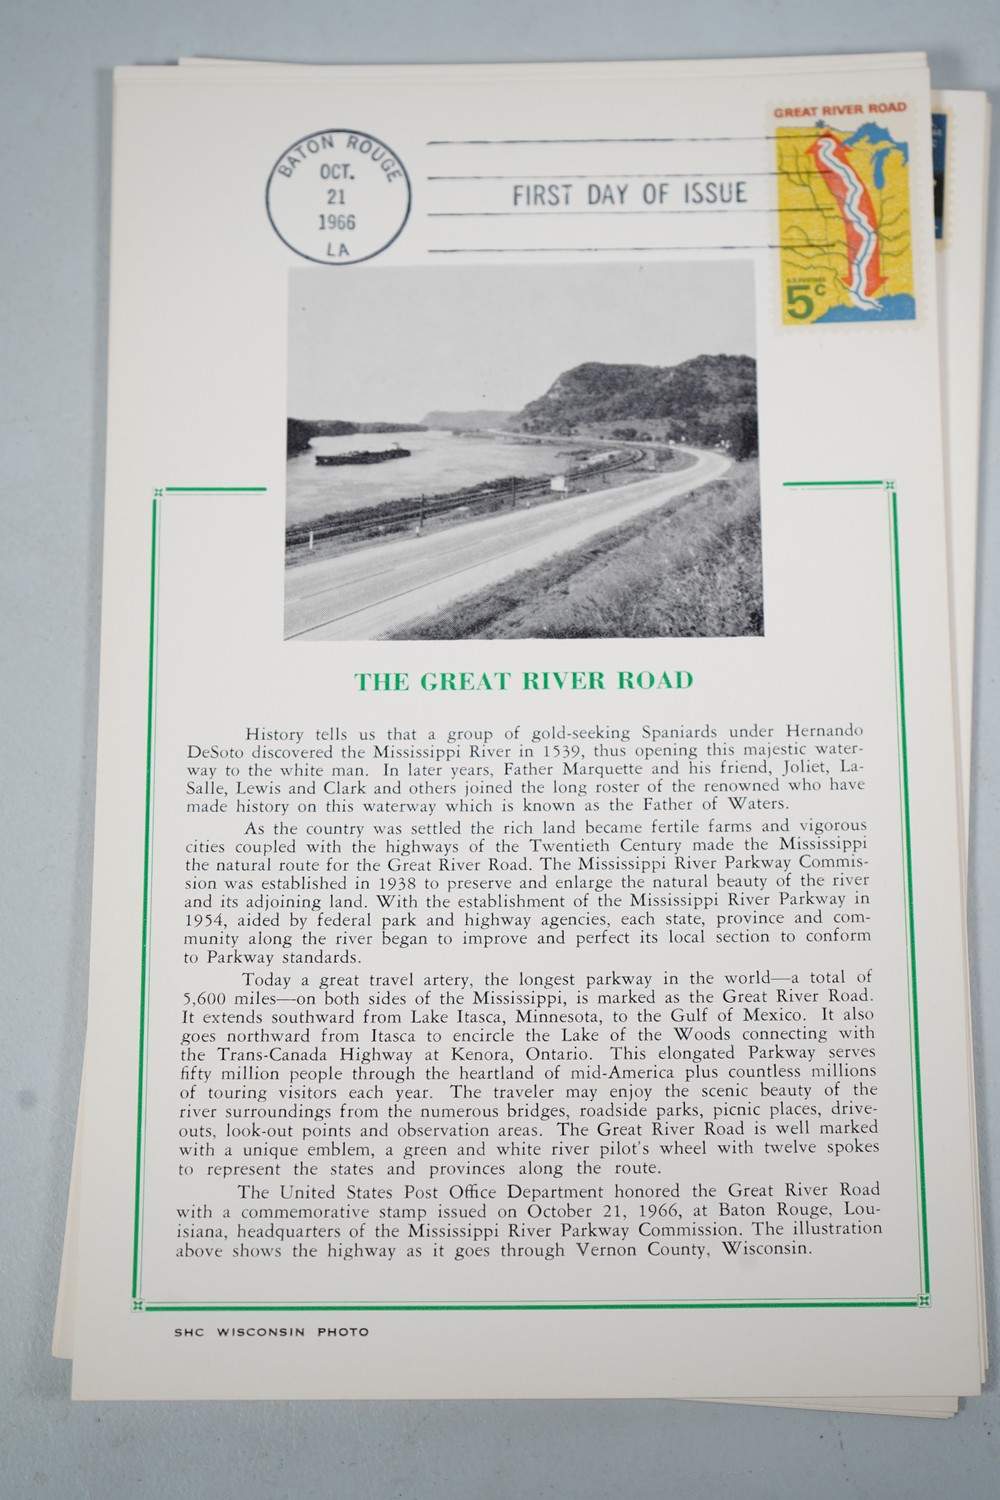 GREAT RIVER ROAD
BATON ROUGE
OCT.
21
1966
LA
FIRST DAY OF ISSUE
U.S. POSTAGE
5c
THE GREAT RIVER ROAD
History tells us that a group of gold-seeking Spaniards under Hernando
DeSoto discovered the Mississippi River in 1539, thus opening this majestic water-
way to the white man. In later years, Father Marquette and his friend, Joliet, La-
Salle, Lewis and Clark and others joined the long roster of the renowned who have
made history on this waterway which is known as the Father of Waters.
As the country was settled the rich land became fertile farms and vigorous
cities coupled with the highways of the Twentieth Century made the Mississippi
the natural route for the Great River Road. The Mississippi River Parkway Commis-
sion was established in 1938 to preserve and enlarge the natural beauty of the river
and its adjoining land. With the establishment of the Mississippi River Parkway in
1954, aided by federal park and highway agencies, each state, province and com-
munity along the river began to improve and perfect its local section to conform
to Parkway standards.
Today a great travel artery, the longest parkway in the world—a total of
5,600 miles—on both sides of the Mississippi, is marked as the Great River Road.
It extends southward from Lake Itasca, Minnesota, to the Gulf of Mexico. It also
goes northward from Itasca to encircle the Lake of the Woods connecting with
the Trans-Canada Highway at Kenora, Ontario. This elongated Parkway serves
fifty million people through the heartland of mid-America plus countless millions
of touring visitors each year. The traveler may enjoy the scenic beauty of the
river surroundings from the numerous bridges, roadside parks, picnic places, drive-
outs, look-out points and observation areas. The Great River Road is well marked
with a unique emblem, a green and white river pilot's wheel with twelve spokes
to represent the states and provinces along the route.
The United States Post Office Department honored the Great River Road
with a commemorative stamp issued on October 21, 1966, at Baton Rouge, Lou-
isiana, headquarters of the Mississippi River Parkway Commission. The illustration
above shows the highway as it goes through Vernon County, Wisconsin.
SHC WISCONSIN PHOTO